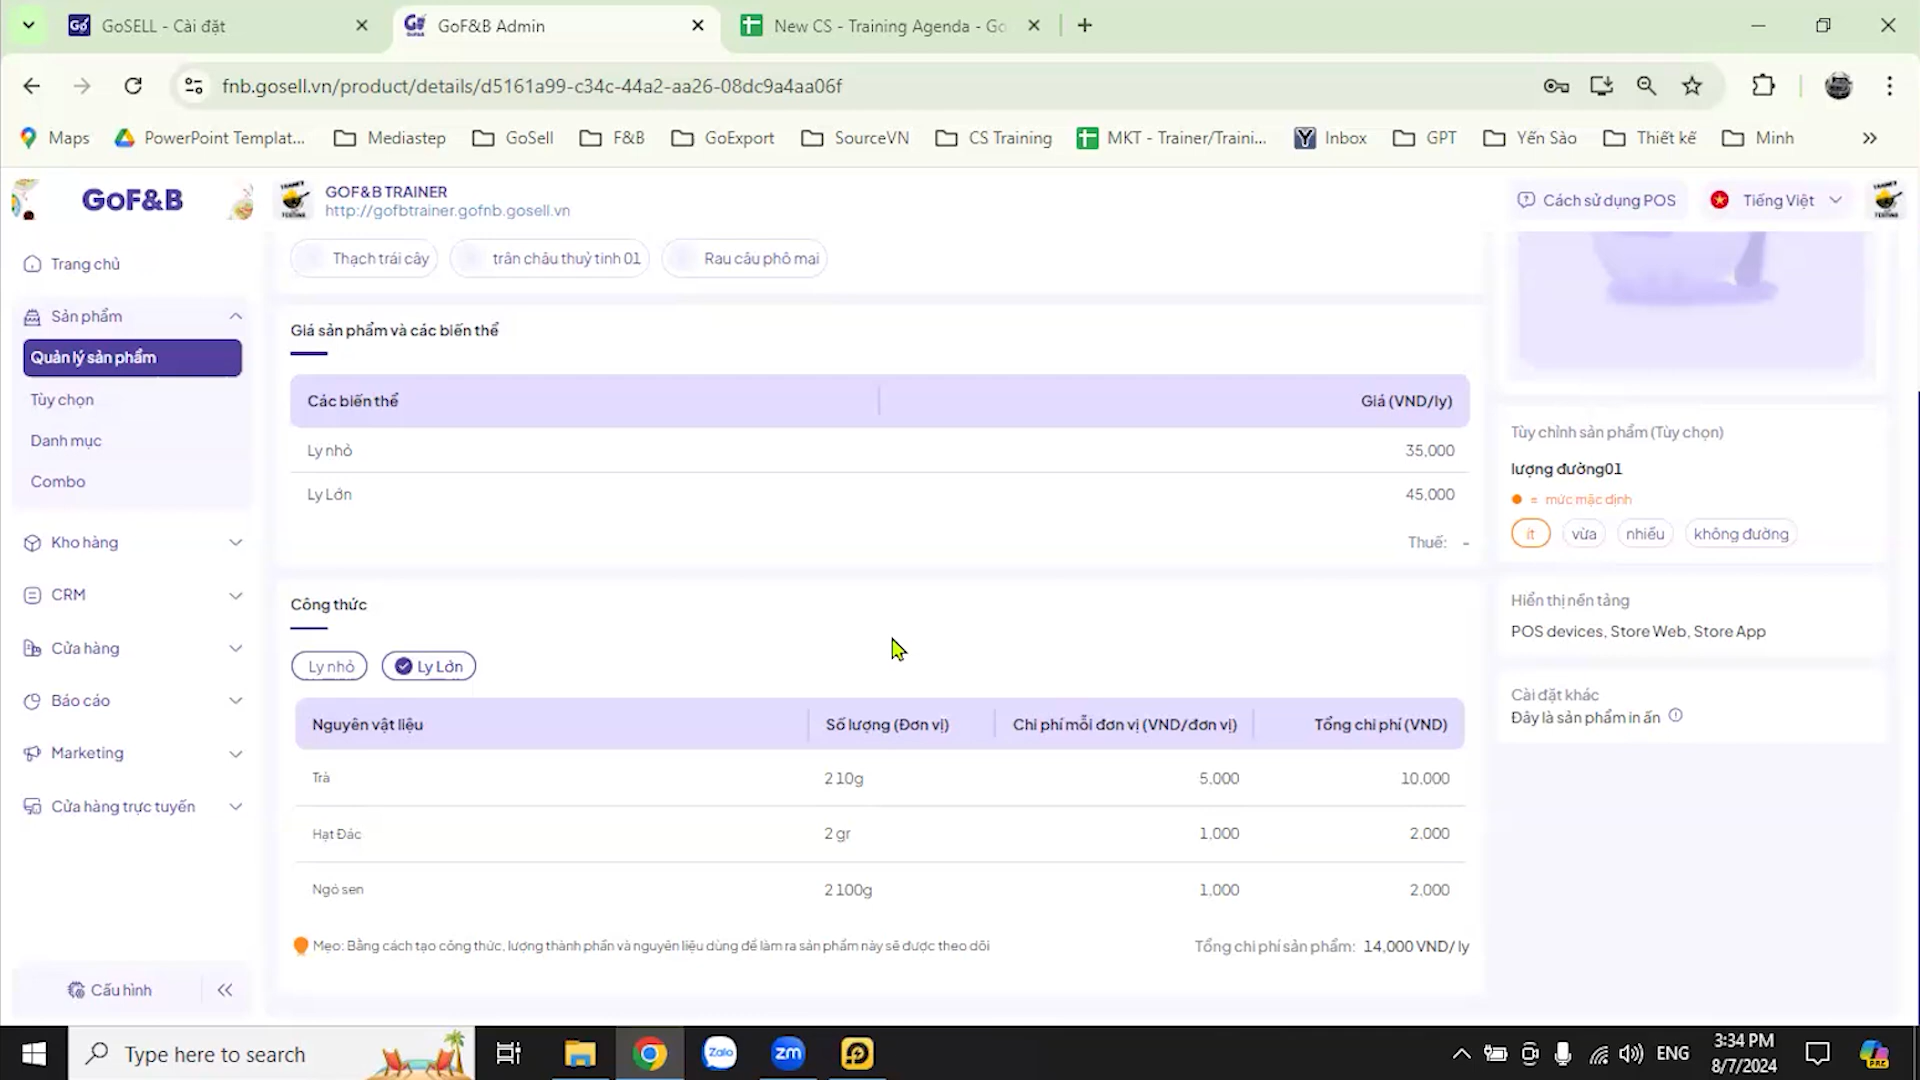 GoSELL - Cài đặt
GoF&B Admin
New CS - Training Agenda - Go
fnb.gosell.vn/product/details/d5161a99-c34c-44a2-aa26-08dc9a4aa06f
Maps
PowerPoint Templat...
Mediastep
GoSell
F&B
GoExport
SourceVN
CS Training
MKT - Trainer/Traini...
Inbox
GPT
Yến Sào
Thiết kế
Minh
GoF&B
GOF&B TRAINER
http://gofbtrainer.gofnb.gosell.vn
Cách sử dụng POS
Tiếng Việt
Trang chủ
Sản phẩm
Quản lý sản phẩm
Tùy chọn
Danh mục
Combo
Kho hàng
CRM
Cửa hàng
Báo cáo
Marketing
Cửa hàng trực tuyến
Cấu hình
Thạch trái cây
trân châu thuỷ tinh 01
Rau câu phô mai
Giá sản phẩm và các biến thể
Các biến thể
Giá (VND/ly)
Ly nhỏ
35,000
Ly Lớn
45,000
Thuế: -
Công thức
Ly nhỏ
Ly Lớn
Nguyên vật liệu
Số lượng (Đơn vị)
Chi phí mỗi đơn vị (VND/đơn vị)
Tổng chi phí (VND)
Trà
2 10g
5,000
10,000
Hạt Đác
2 gr
1,000
2,000
Ngó sen
2 100g
1,000
2,000
Mẹo: Bằng cách tạo công thức, lượng thành phần và nguyên liệu dùng để làm ra sản phẩm này sẽ được theo dõi
Tổng chi phí sản phẩm: 14,000 VND/ ly
Tùy chỉnh sản phẩm (Tùy chọn)
lượng đường01
= mức mặc định
ít
vừa
nhiều
không đường
Hiển thị nền tảng
POS devices, Store Web, Store App
Cài đặt khác
Đây là sản phẩm in ấn
Type here to search
Zalo
zm
ENG
3:34 PM
8/7/2024
PRE